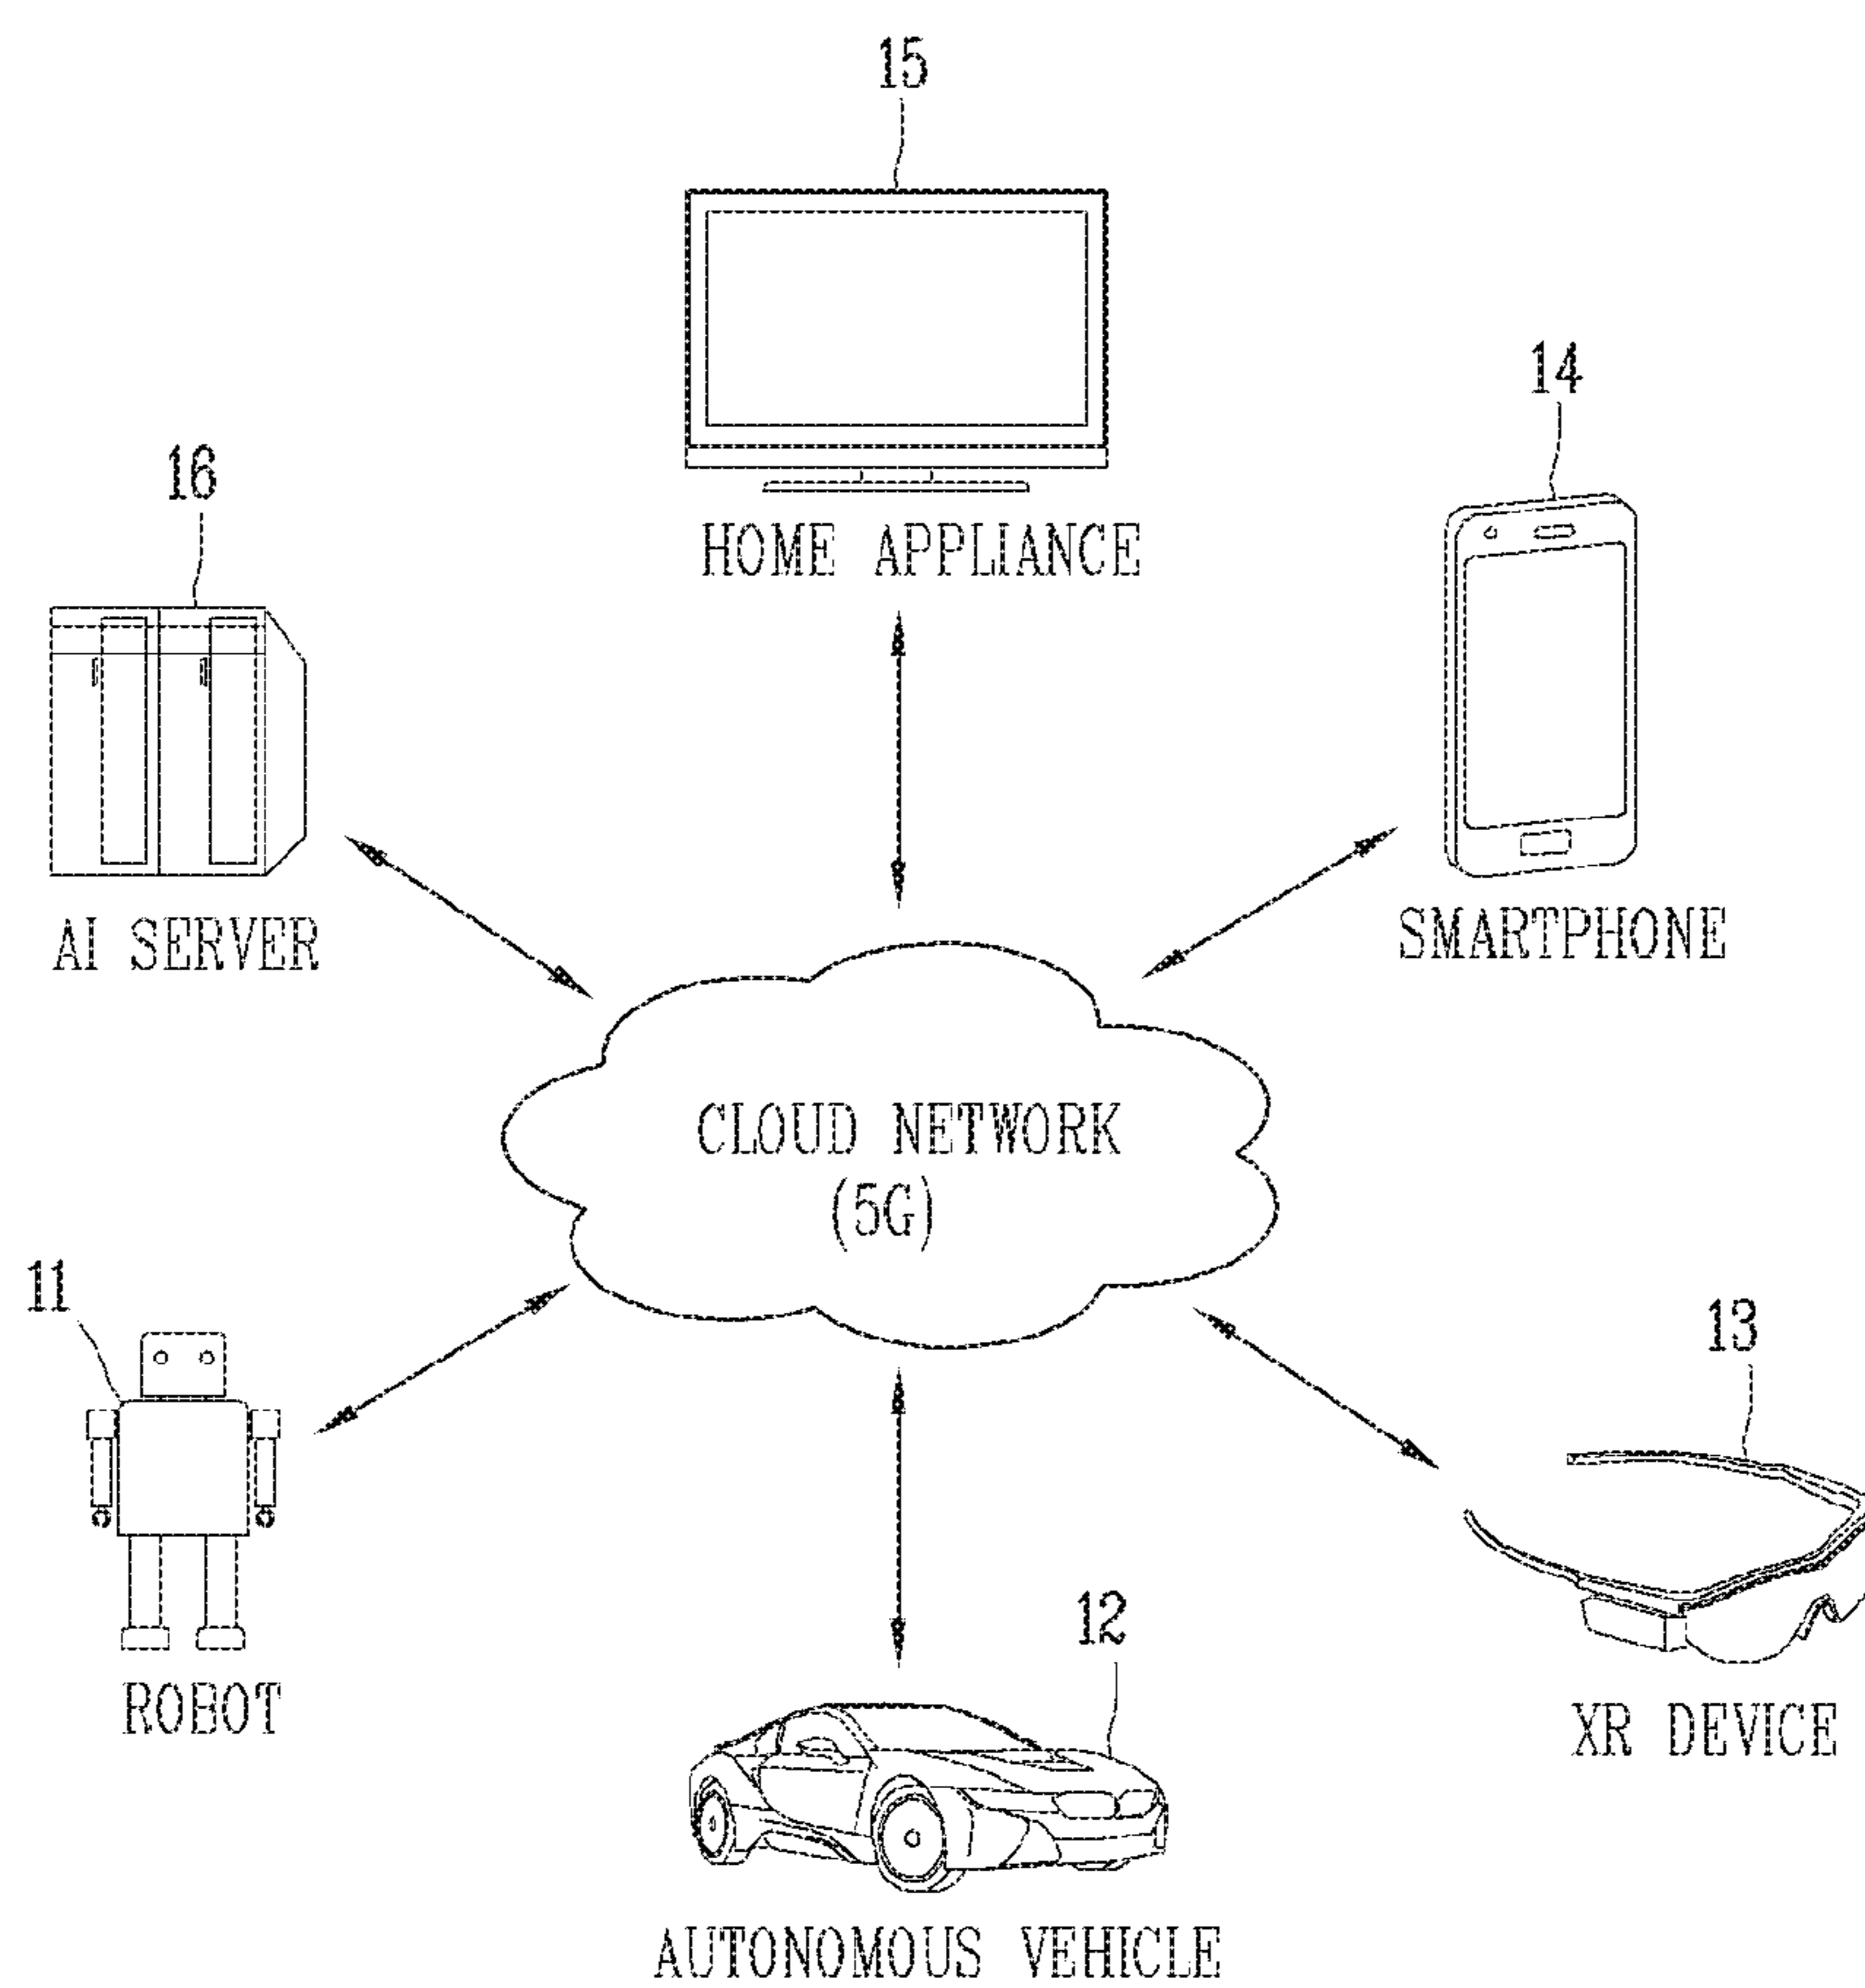 15
14
16
HOME APPLIANCE
AI SERVER
SMARTPHONE
CLOUD NETWORK
(5G)
11
13
12
ROBOT
XR DEVICE
AUTONOMOUS VEHICLE